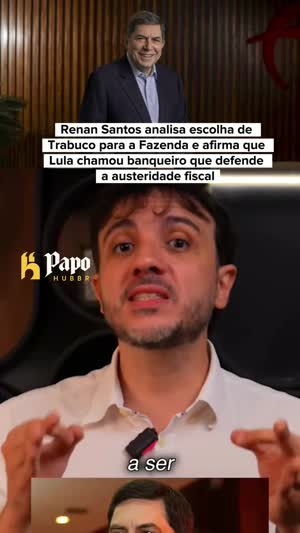 Renan Santos analisa escolha de
Trabuco para a Fazenda e afirma que
Lula chamou banqueiro que defende
a austeridade fiscal
Papo
HUBBR
a ser